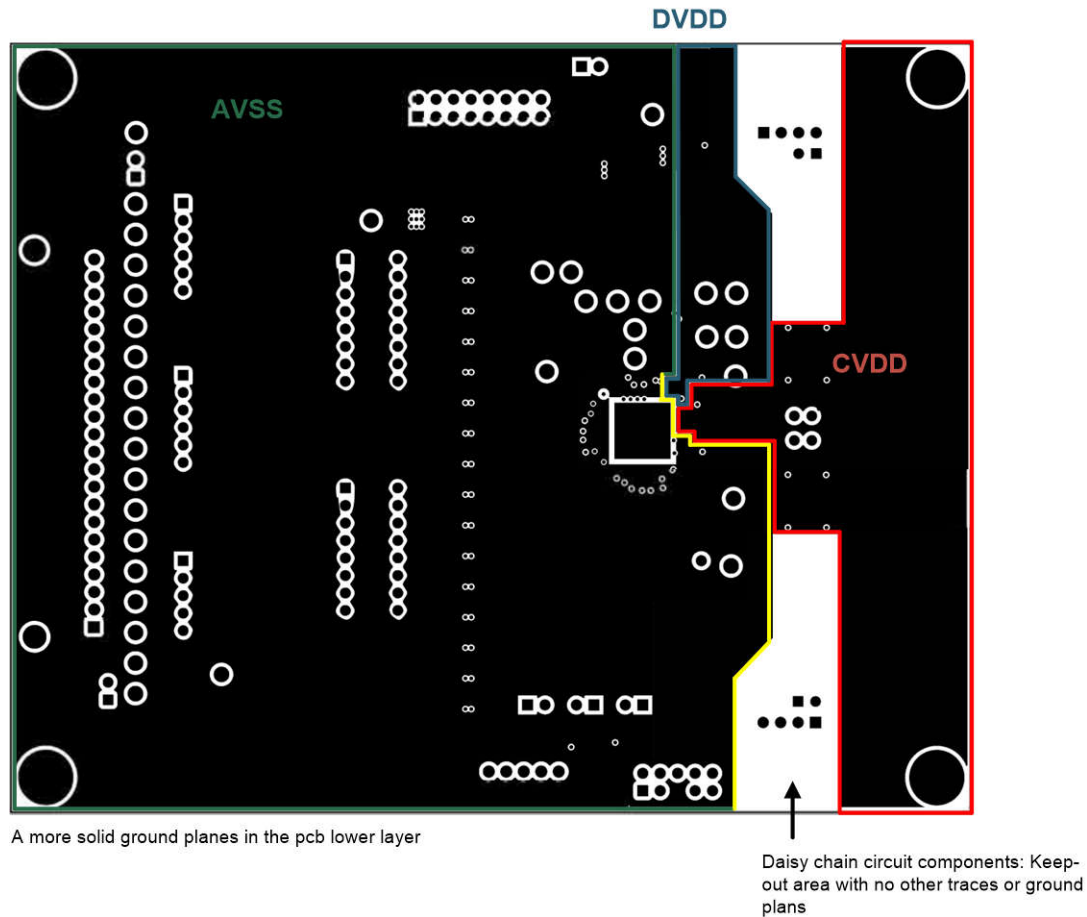 DVDD
AVSS
CVDD
A more solid ground planes in the pcb lower layer
Daisy chain circuit components: Keep-
out area with no other traces or ground
plans